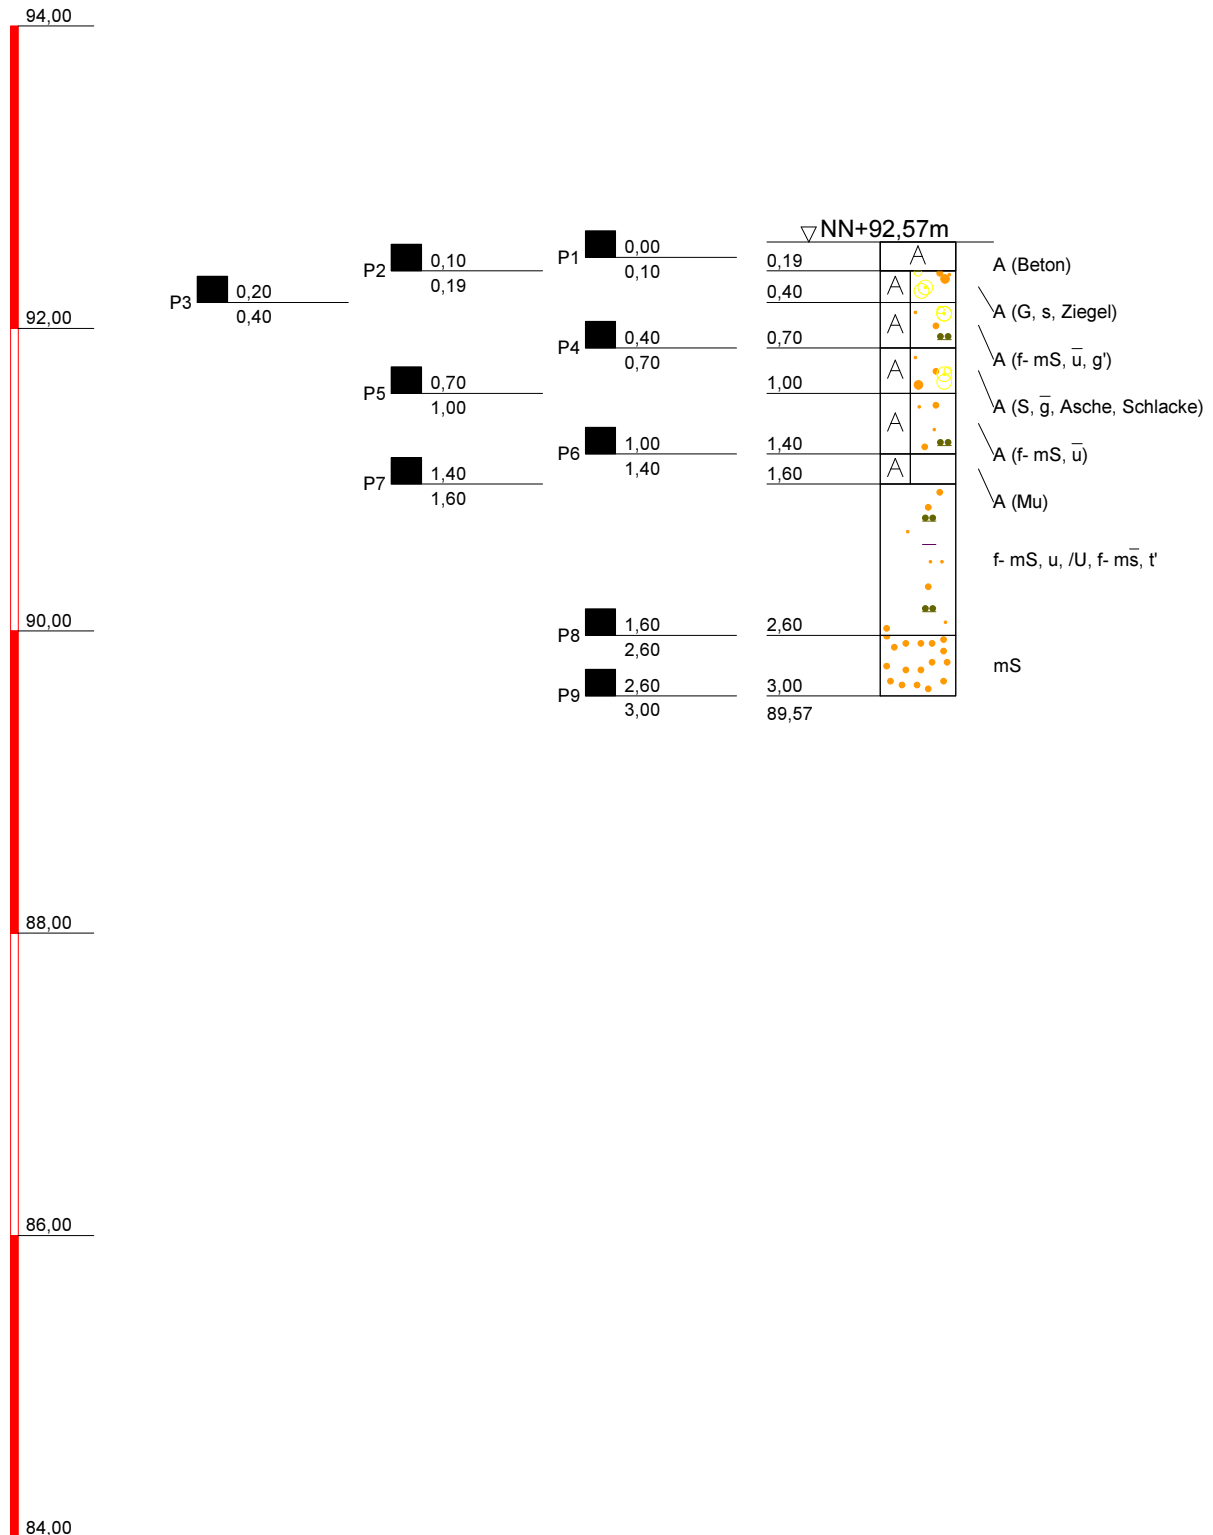 94,00
NN+92,57m
P1 0,00
0,10
P2 0,10
0,19
P3 0,20
0,40
92,00
P4 0,40
0,70
P5 0,70
1,00
P6 1,00
1,40
P7 1,40
1,60
90,00
P8 1,60
2,60
P9 2,60
3,00
0,19
0,40
0,70
1,00
1,40
1,60
2,60
3,00
89,57
A
A
A
A
A
A
A (Beton)
A (G, s, Ziegel)
A (f- mS, u̅, g')
A (S, g̅, Asche, Schlacke)
A (f- mS, u̅)
A (Mu)
f- mS, u, /U, f- ms̅, t'
mS
88,00
86,00
84,00